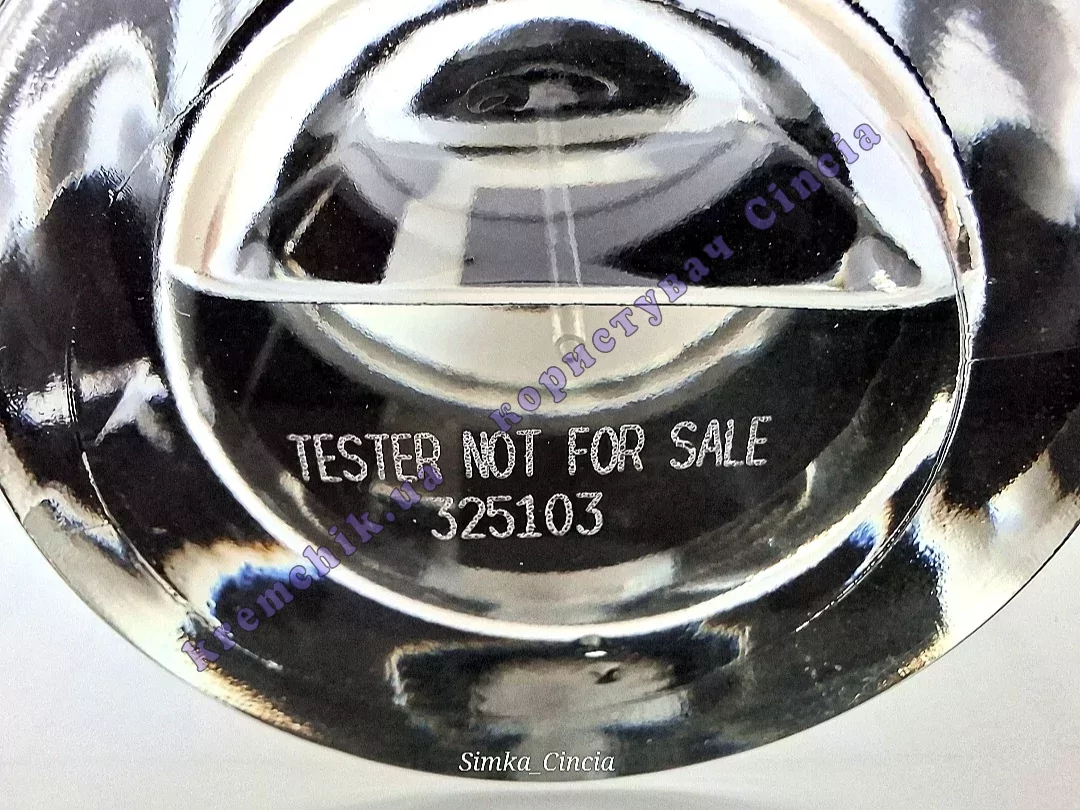 TESTER NOT FOR SALE
325103
kremchik.ua користувач Cincia
Simka_Cincia